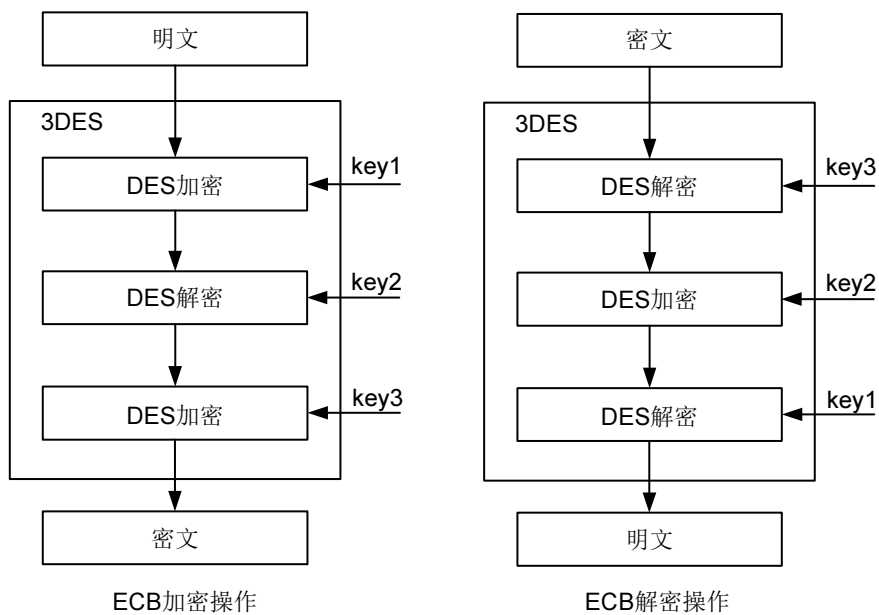 明文
3DES
DES加密
key1
DES解密
key2
DES加密
key3
密文
ECB加密操作
密文
3DES
DES解密
key3
DES加密
key2
DES解密
key1
明文
ECB解密操作